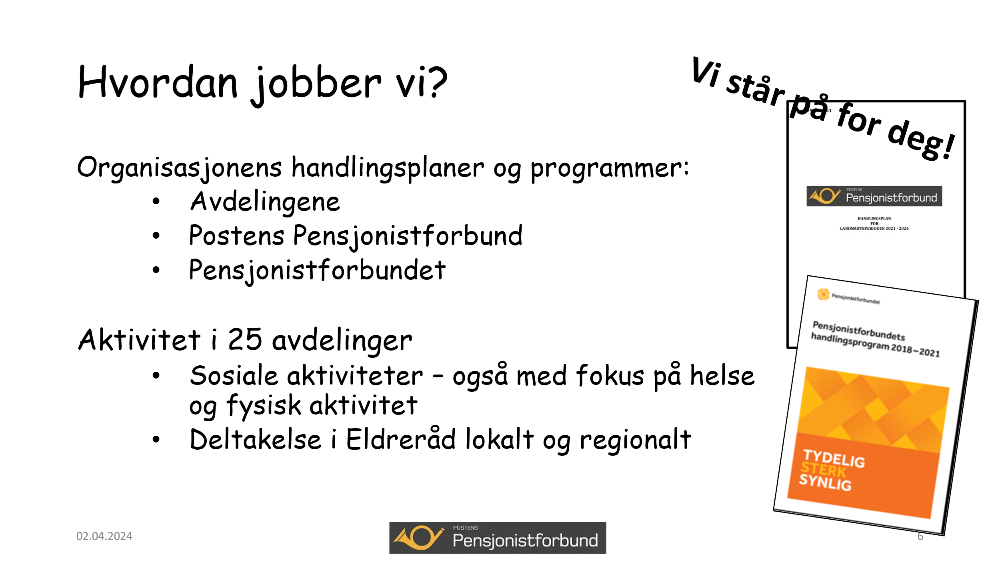 Hvordan jobber vi?
Vi står på for deg!
Organisasjonens handlingsplaner og programmer:
• Avdelingene
• Postens Pensjonistforbund
• Pensjonistforbundet
Aktivitet i 25 avdelinger
• Sosiale aktiviteter – også med fokus på helse
og fysisk aktivitet
• Deltakelse i Eldreråd lokalt og regionalt
POSTENS
Pensjonistforbund
HANDLINGSPLAN
FOR
LANDSMØTEPERIODEN 2021 - 2024
Pensjonistforbundet
Pensjonistforbundets
handlingsprogram 2018–2021
TYDELIG
STERK
SYNLIG
02.04.2024
POSTENS
Pensjonistforbund
6